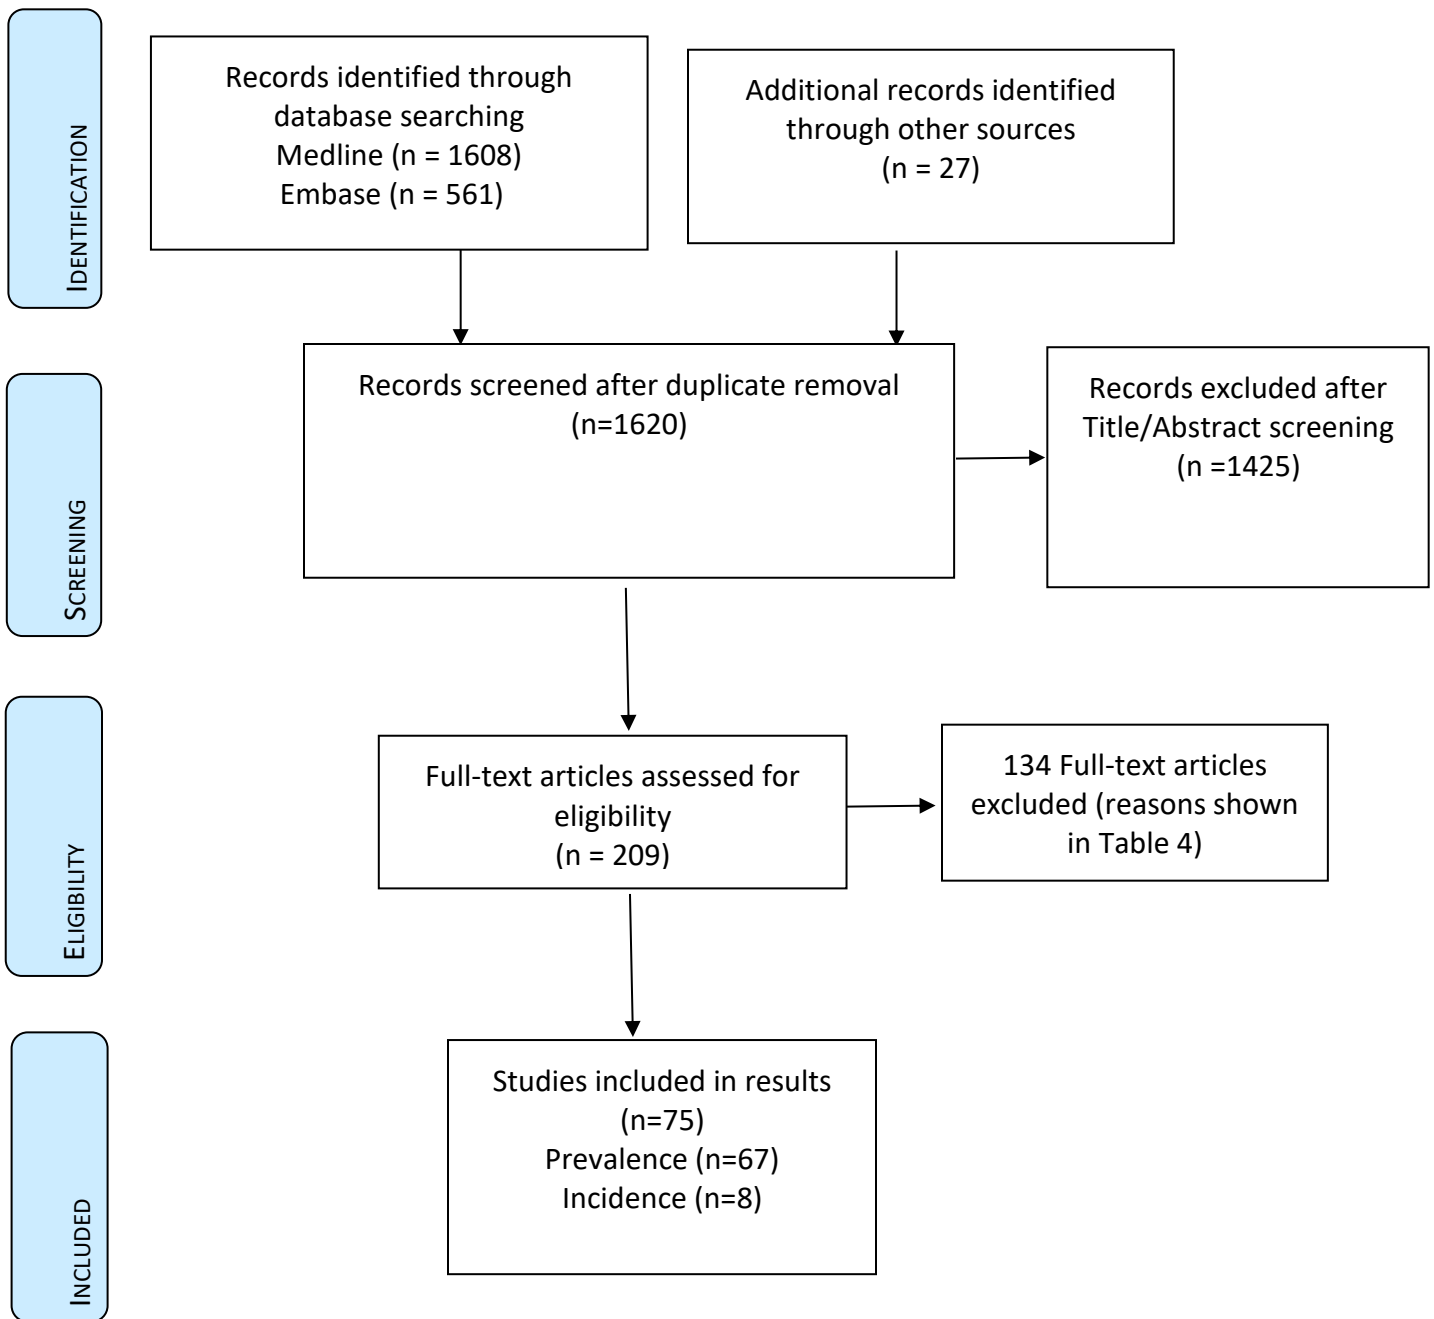 IDENTIFICATION
Records identified through
database searching
Medline (n = 1608)
Embase (n = 561)
Additional records identified
through other sources
(n = 27)
SCREENING
Records screened after duplicate removal
(n=1620)
Records excluded after
Title/Abstract screening
(n =1425)
ELIGIBILITY
Full-text articles assessed for
eligibility
(n = 209)
134 Full-text articles
excluded (reasons shown
in Table 4)
INCLUDED
Studies included in results
(n=75)
Prevalence (n=67)
Incidence (n=8)